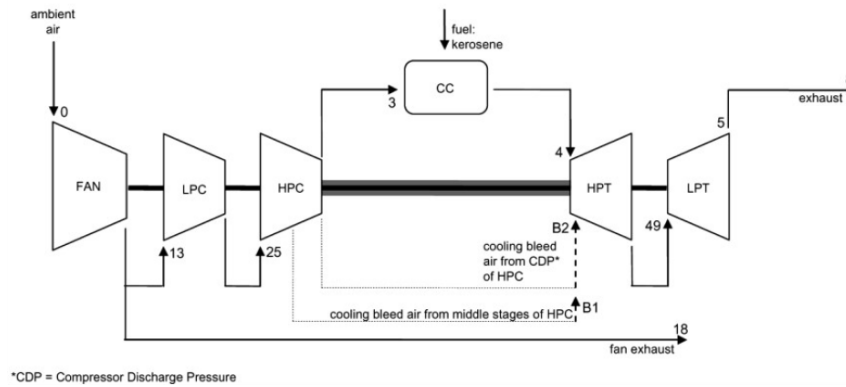 ambient
air
0
fuel:
kerosene
CC
3
exhaust
5
4
FAN
LPC
HPC
HPT
LPT
13
25
B2
49
cooling bleed
air from CDP*
of HPC
cooling bleed air from middle stages of HPC
B1
18
fan exhaust
*CDP = Compressor Discharge Pressure